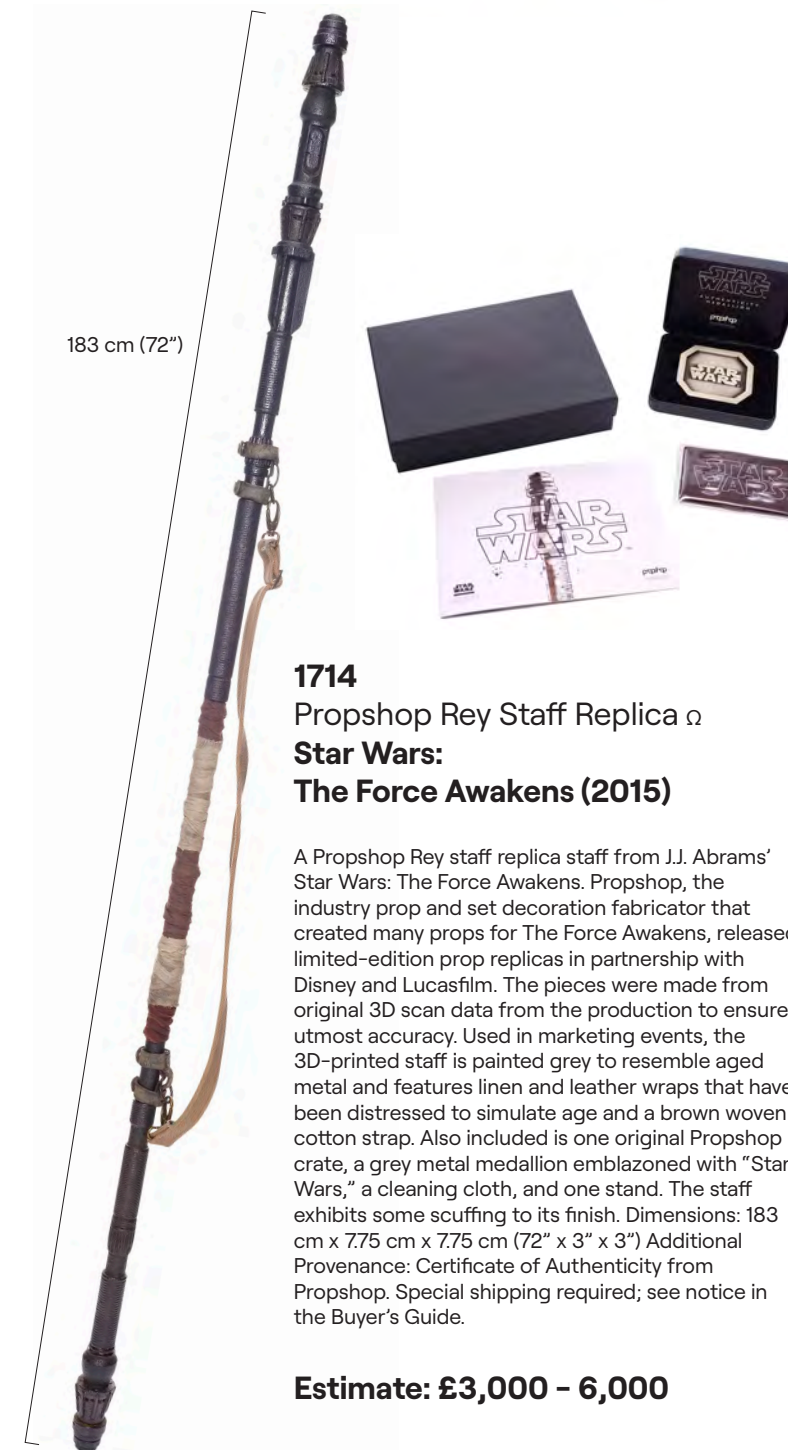 183 cm (72”)
STAR
WARS
AUTHENTICITY
MEDALLION
propshop
STAR
WARS
STAR
WARS
STAR
WARS
STAR
WARS
propshop
1714
Propshop Rey Staff Replica Ω
Star Wars:
The Force Awakens (2015)
A Propshop Rey staff replica staff from J.J. Abrams’
Star Wars: The Force Awakens. Propshop, the
industry prop and set decoration fabricator that
created many props for The Force Awakens, released
limited-edition prop replicas in partnership with
Disney and Lucasfilm. The pieces were made from
original 3D scan data from the production to ensure
utmost accuracy. Used in marketing events, the
3D-printed staff is painted grey to resemble aged
metal and features linen and leather wraps that have
been distressed to simulate age and a brown woven
cotton strap. Also included is one original Propshop
crate, a grey metal medallion emblazoned with “Star
Wars,” a cleaning cloth, and one stand. The staff
exhibits some scuffing to its finish. Dimensions: 183
cm x 7.75 cm x 7.75 cm (72” x 3” x 3”) Additional
Provenance: Certificate of Authenticity from
Propshop. Special shipping required; see notice in
the Buyer’s Guide.
Estimate: £3,000 - 6,000